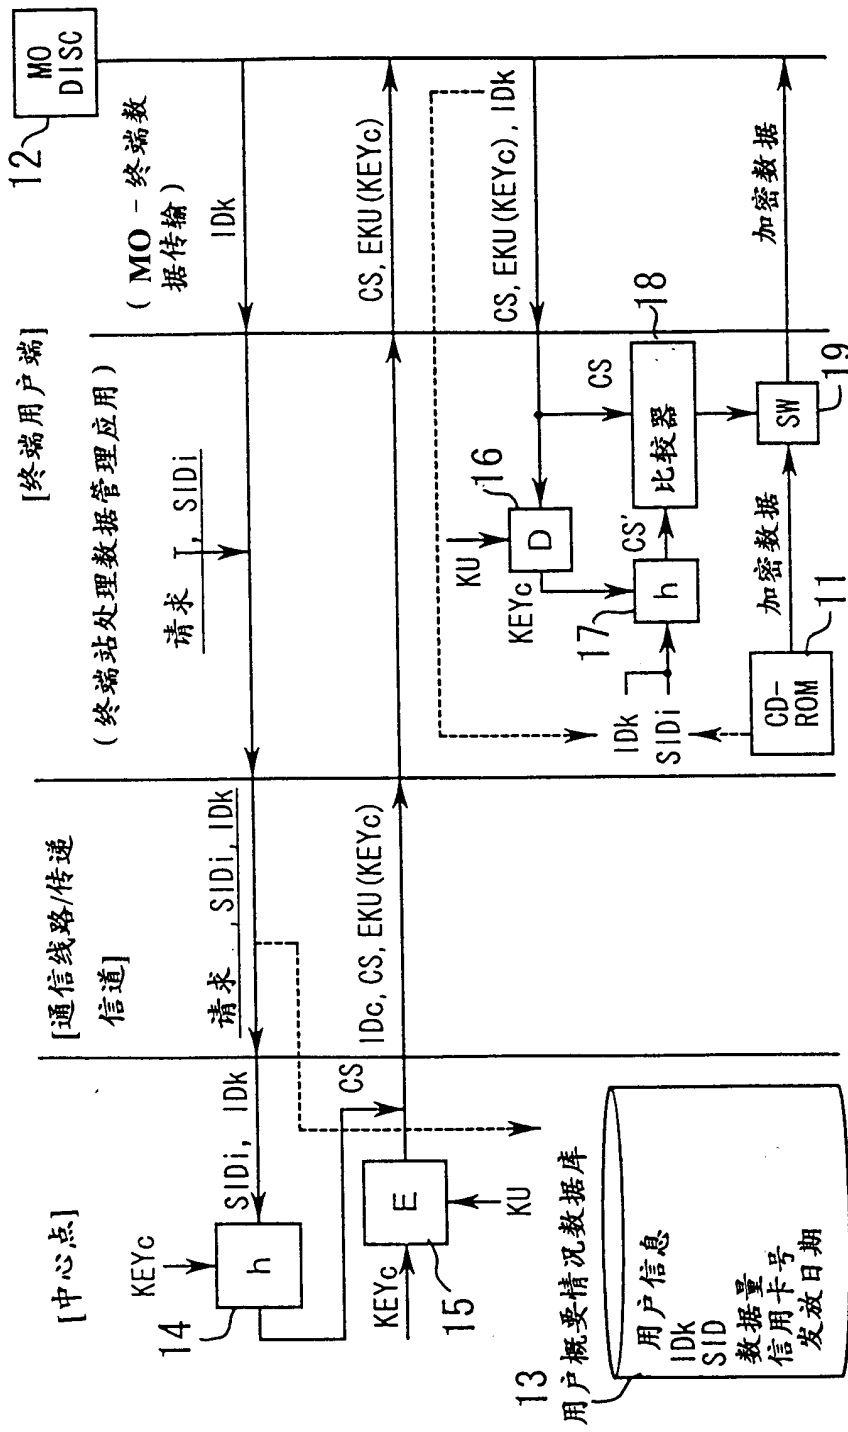 [中心点]
[通信线路/传递
信道]
[终端用户端]
(终端站处理数据管理应用)
(MO-终端数
据传输)
12
MO
DISC
KEYc
14
h
SIDi, IDk
请求 ,SIDi,IDk
请求 T, SIDi
IDk
CS
KEYc
E
15
KU
IDc, CS, EKU(KEYc)
CS, EKU(KEYc)
CS, EKU(KEYc), IDk
IDk
KU
16
D
KEYc
CS
17
h
CS'
比较器
18
IDk
SIDi
CD-
ROM
11
加密数据
SW
19
加密数据
13
用户概要情况数据库
用户信息
IDk
SID
数据量
信用卡号
发放日期